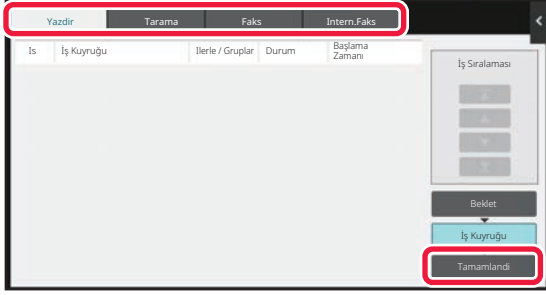 Yazdir Tarama Faks Intern.Faks
Is İş Kuyruğu Ilerle / Gruplar Durum Başlama
Zamanı
İş Sıralaması
Beklet
İş Kuyruğu
Tamamlandi